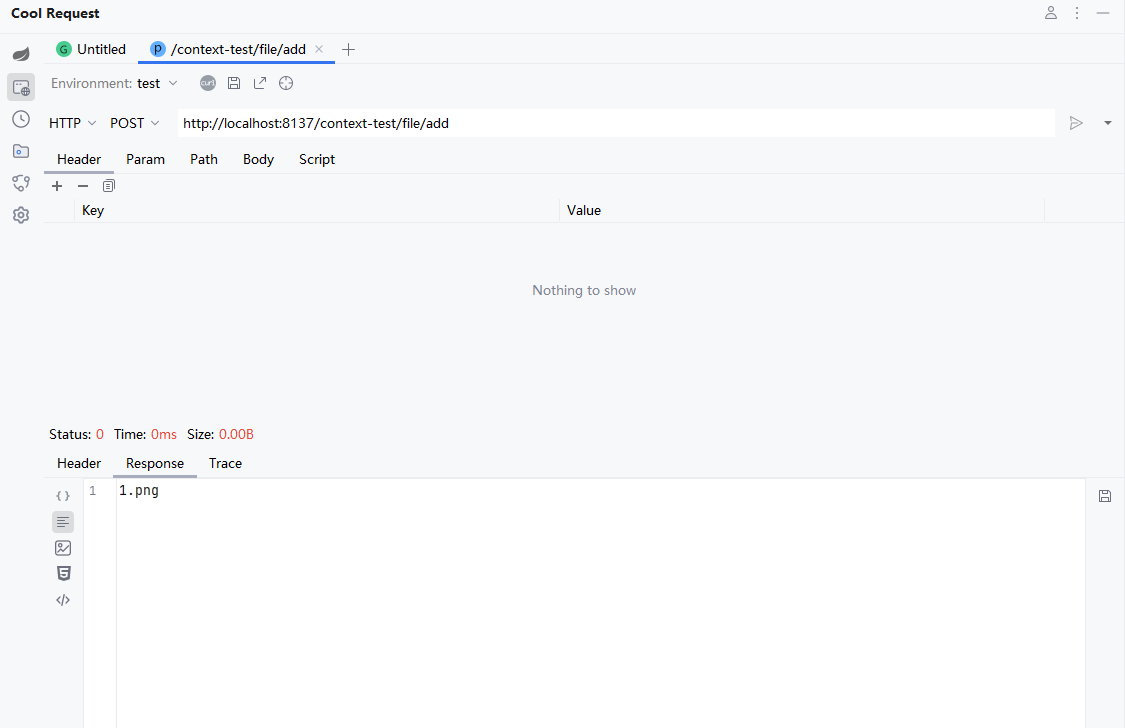 Cool Request
G Untitled p /context-test/file/add
Environment: test curl
HTTP POST http://localhost:8137/context-test/file/add
Header Param Path Body Script
Key Value
Nothing to show
Status: 0 Time: 0ms Size: 0.00B
Header Response Trace
1 1.png